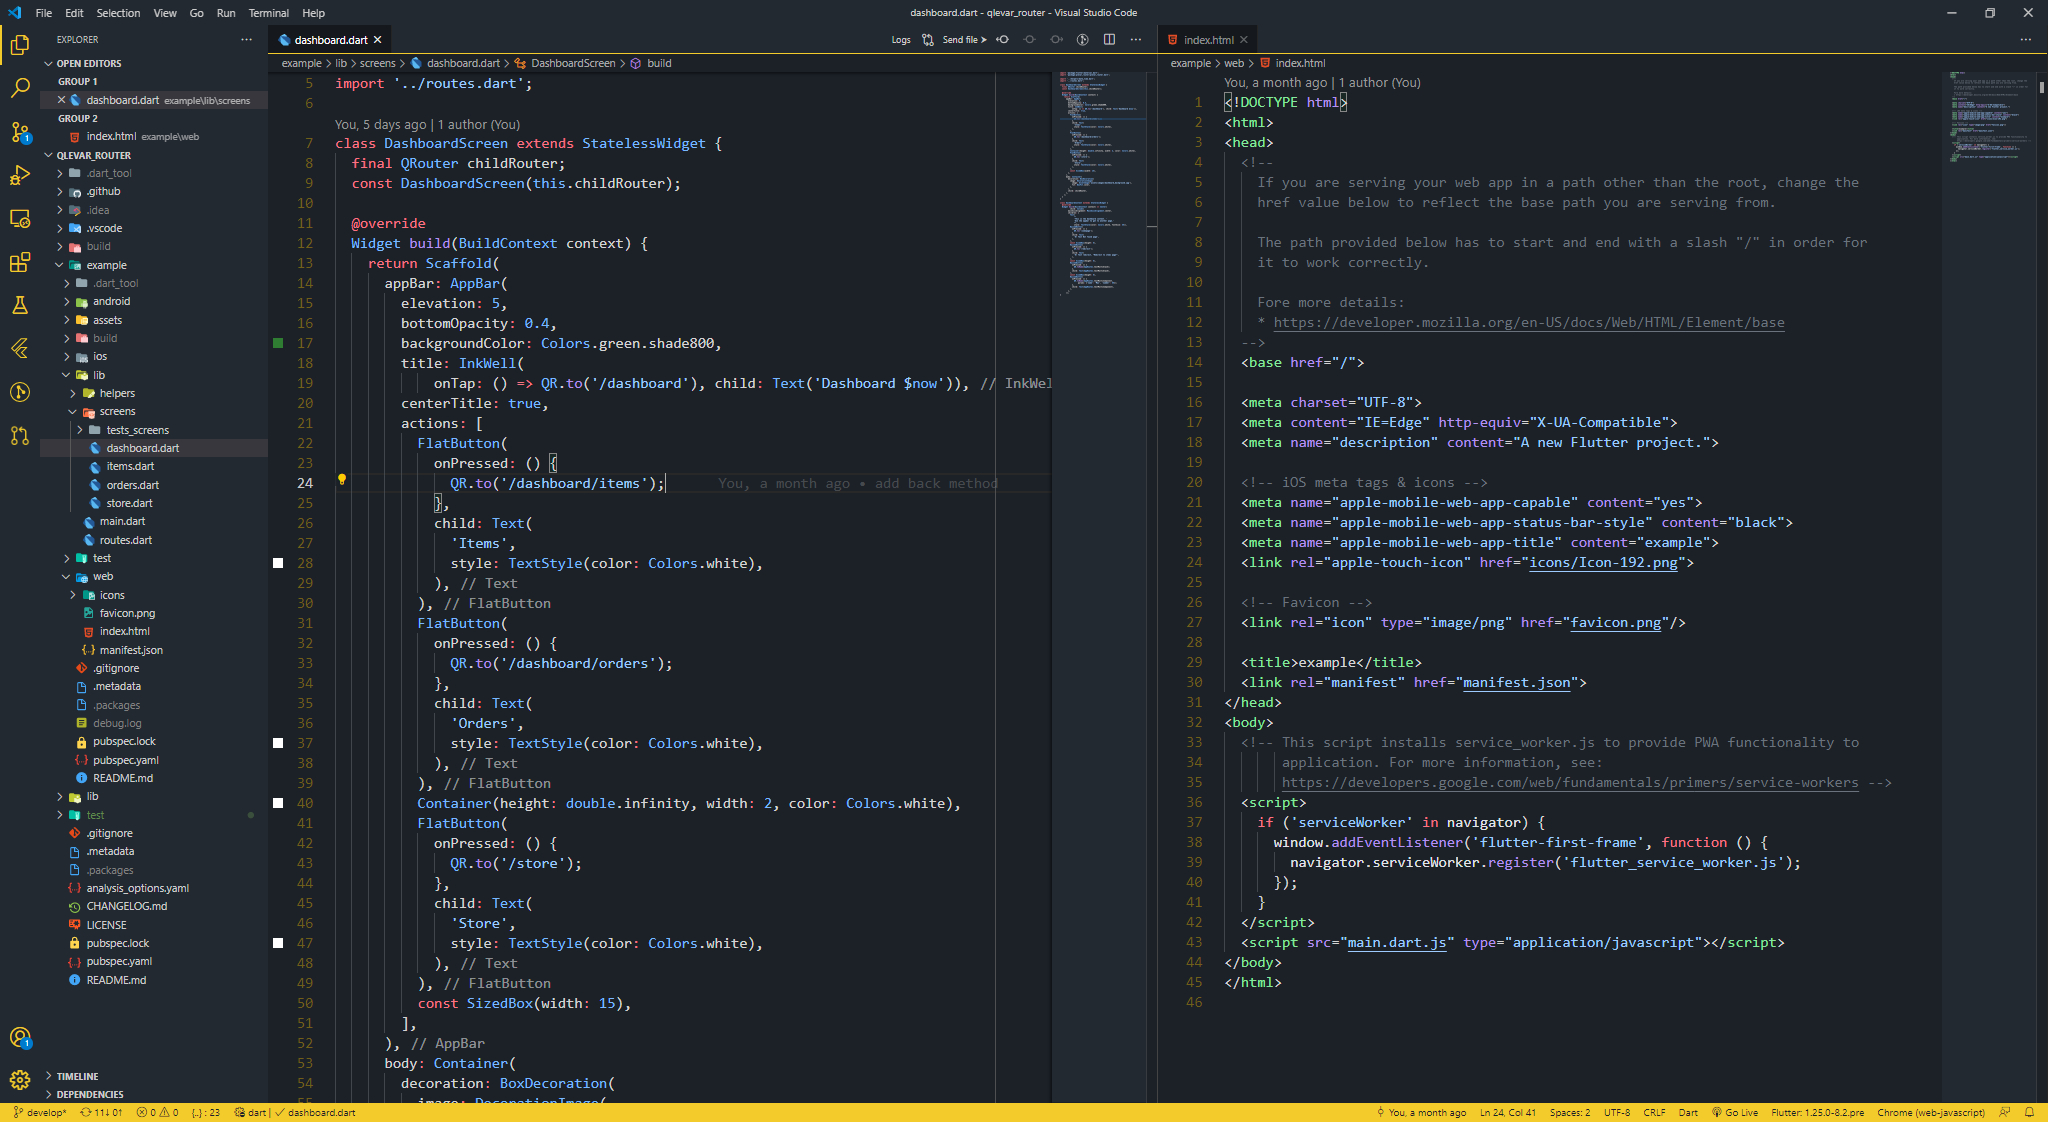 File Edit Selection View Go Run Terminal Help
dashboard.dart - qlevar_router - Visual Studio Code
EXPLORER
OPEN EDITORS
GROUP 1
dashboard.dart example\lib\screens
GROUP 2
index.html example\web
QLEVAR_ROUTER
.dart_tool
.github
.idea
.vscode
build
example
.dart_tool
android
assets
build
ios
lib
helpers
screens
tests_screens
dashboard.dart
items.dart
orders.dart
store.dart
main.dart
routes.dart
test
web
icons
favicon.png
index.html
manifest.json
.gitignore
.metadata
.packages
debug.log
pubspec.lock
pubspec.yaml
README.md
lib
test
.gitignore
.metadata
.packages
analysis_options.yaml
CHANGELOG.md
LICENSE
pubspec.lock
pubspec.yaml
README.md
TIMELINE
DEPENDENCIES
dashboard.dart
Logs Send file
example > lib > screens > dashboard.dart > DashboardScreen > build
5 import '../routes.dart';
6
You, 5 days ago | 1 author (You)
7 class DashboardScreen extends StatelessWidget {
8 final QRouter childRouter;
9 const DashboardScreen(this.childRouter);
10
11 @override
12 Widget build(BuildContext context) {
13 return Scaffold(
14 appBar: AppBar(
15 elevation: 5,
16 bottomOpacity: 0.4,
17 backgroundColor: Colors.green.shade800,
18 title: InkWell(
19 onTap: () => QR.to('/dashboard'), child: Text('Dashboard $now')), // InkWel
20 centerTitle: true,
21 actions: [
22 FlatButton(
23 onPressed: () {
24 QR.to('/dashboard/items'); You, a month ago • add back method
25 },
26 child: Text(
27 'Items',
28 style: TextStyle(color: Colors.white),
29 ), // Text
30 ), // FlatButton
31 FlatButton(
32 onPressed: () {
33 QR.to('/dashboard/orders');
34 },
35 child: Text(
36 'Orders',
37 style: TextStyle(color: Colors.white),
38 ), // Text
39 ), // FlatButton
40 Container(height: double.infinity, width: 2, color: Colors.white),
41 FlatButton(
42 onPressed: () {
43 QR.to('/store');
44 },
45 child: Text(
46 'Store',
47 style: TextStyle(color: Colors.white),
48 ), // Text
49 ), // FlatButton
50 const SizedBox(width: 15),
51 ],
52 ), // AppBar
53 body: Container(
54 decoration: BoxDecoration(
55 image: DecorationImage(
index.html
example > web > index.html
You, a month ago | 1 author (You)
1 <!DOCTYPE html>
2 <html>
3 <head>
4 <!--
5 If you are serving your web app in a path other than the root, change the
6 href value below to reflect the base path you are serving from.
7
8 The path provided below has to start and end with a slash "/" in order for
9 it to work correctly.
10
11 Fore more details:
12 * https://developer.mozilla.org/en-US/docs/Web/HTML/Element/base
13 -->
14 <base href="/">
15
16 <meta charset="UTF-8">
17 <meta content="IE=Edge" http-equiv="X-UA-Compatible">
18 <meta name="description" content="A new Flutter project.">
19
20 <!-- iOS meta tags & icons -->
21 <meta name="apple-mobile-web-app-capable" content="yes">
22 <meta name="apple-mobile-web-app-status-bar-style" content="black">
23 <meta name="apple-mobile-web-app-title" content="example">
24 <link rel="apple-touch-icon" href="icons/Icon-192.png">
25
26 <!-- Favicon -->
27 <link rel="icon" type="image/png" href="favicon.png"/>
28
29 <title>example</title>
30 <link rel="manifest" href="manifest.json">
31 </head>
32 <body>
33 <!-- This script installs service_worker.js to provide PWA functionality to
34 application. For more information, see:
35 https://developers.google.com/web/fundamentals/primers/service-workers -->
36 <script>
37 if ('serviceWorker' in navigator) {
38 window.addEventListener('flutter-first-frame', function () {
39 navigator.serviceWorker.register('flutter_service_worker.js');
40 });
41 }
42 </script>
43 <script src="main.dart.js" type="application/javascript"></script>
44 </body>
45 </html>
46
develop* 11↓ 0↑ 0 0 {..} : 23 dart | ✓ dashboard.dart
You, a month ago Ln 24, Col 41 Spaces: 2 UTF-8 CRLF Dart Go Live Flutter: 1.25.0-8.2.pre Chrome (web-javascript)